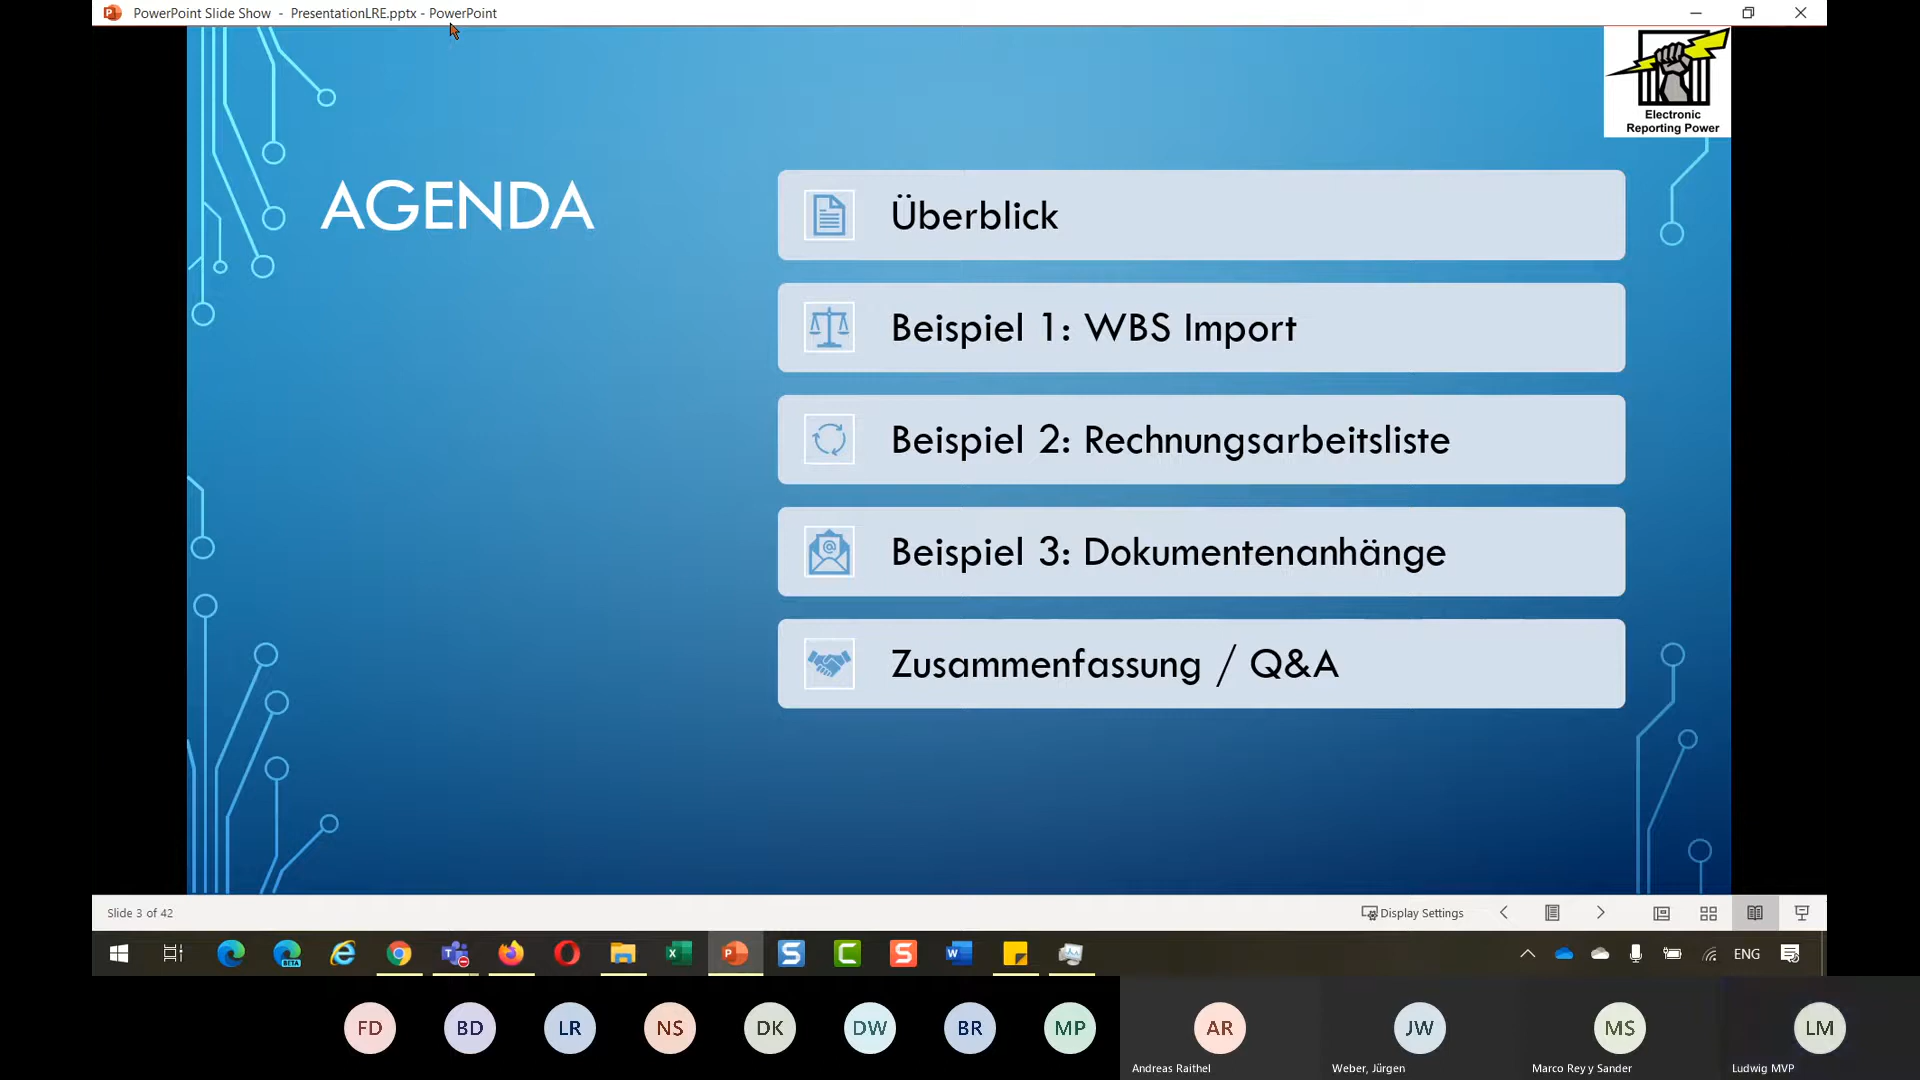 PowerPoint Slide Show - PresentationLRE.pptx - PowerPoint
Electronic
Reporting Power
AGENDA
Überblick
Beispiel 1: WBS Import
Beispiel 2: Rechnungsarbeitsliste
Beispiel 3: Dokumentenanhänge
Zusammenfassung / Q&A
Slide 3 of 42
Display Settings
BETA
ENG
FD BD LR NS DK DW BR MP AR JW MS LM
Andreas Raithel Weber, Jürgen Marco Rey y Sander Ludwig MVP